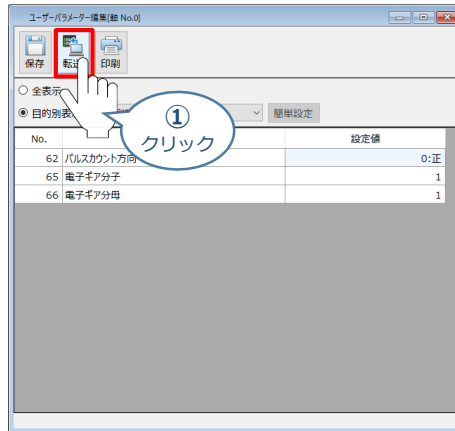 ユーザーパラメーター編集[軸 No.0]
保存 転送 印刷
全表示
目的別表 簡単設定
①
クリック
No. 設定値
62 パルスカウント方向 0:正
65 電子ギア分子 1
66 電子ギア分母 1